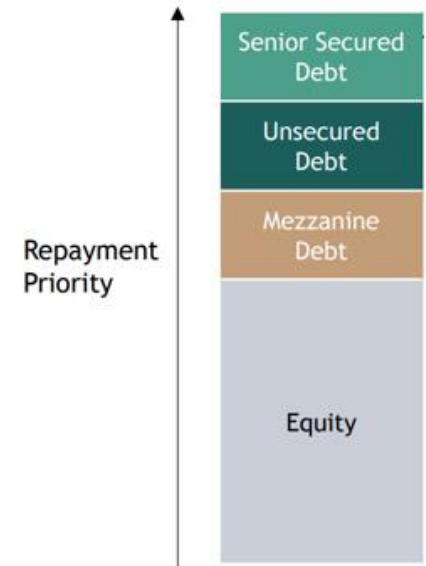 Senior Secured
Debt
Unsecured
Debt
Mezzanine
Debt
Repayment
Priority
Equity